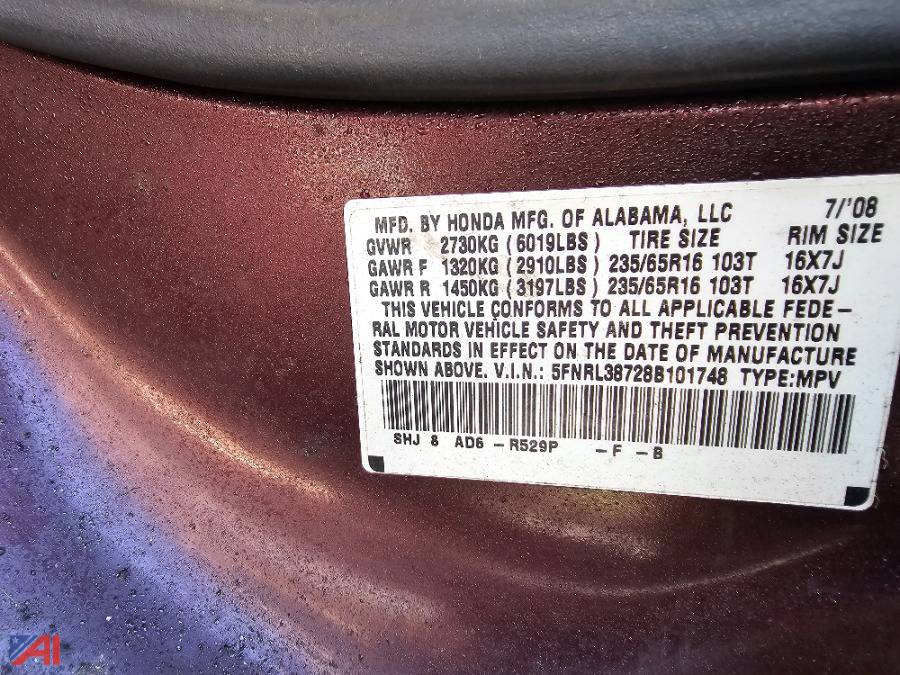 MFD. BY HONDA MFG. OF ALABAMA, LLC 7/'08
GVWR 2730KG (6019LBS) TIRE SIZE RIM SIZE
GAWR F 1320KG (2910LBS) 235/65R16 103T 16X7J
GAWR R 1450KG (3197LBS) 235/65R16 103T 16X7J
THIS VEHICLE CONFORMS TO ALL APPLICABLE FEDE-
RAL MOTOR VEHICLE SAFETY AND THEFT PREVENTION
STANDARDS IN EFFECT ON THE DATE OF MANUFACTURE
SHOWN ABOVE. V.I.N.: 5FNRL38728B101748 TYPE:MPV
SHJ 8 AD6 -R529P -F -B
AI